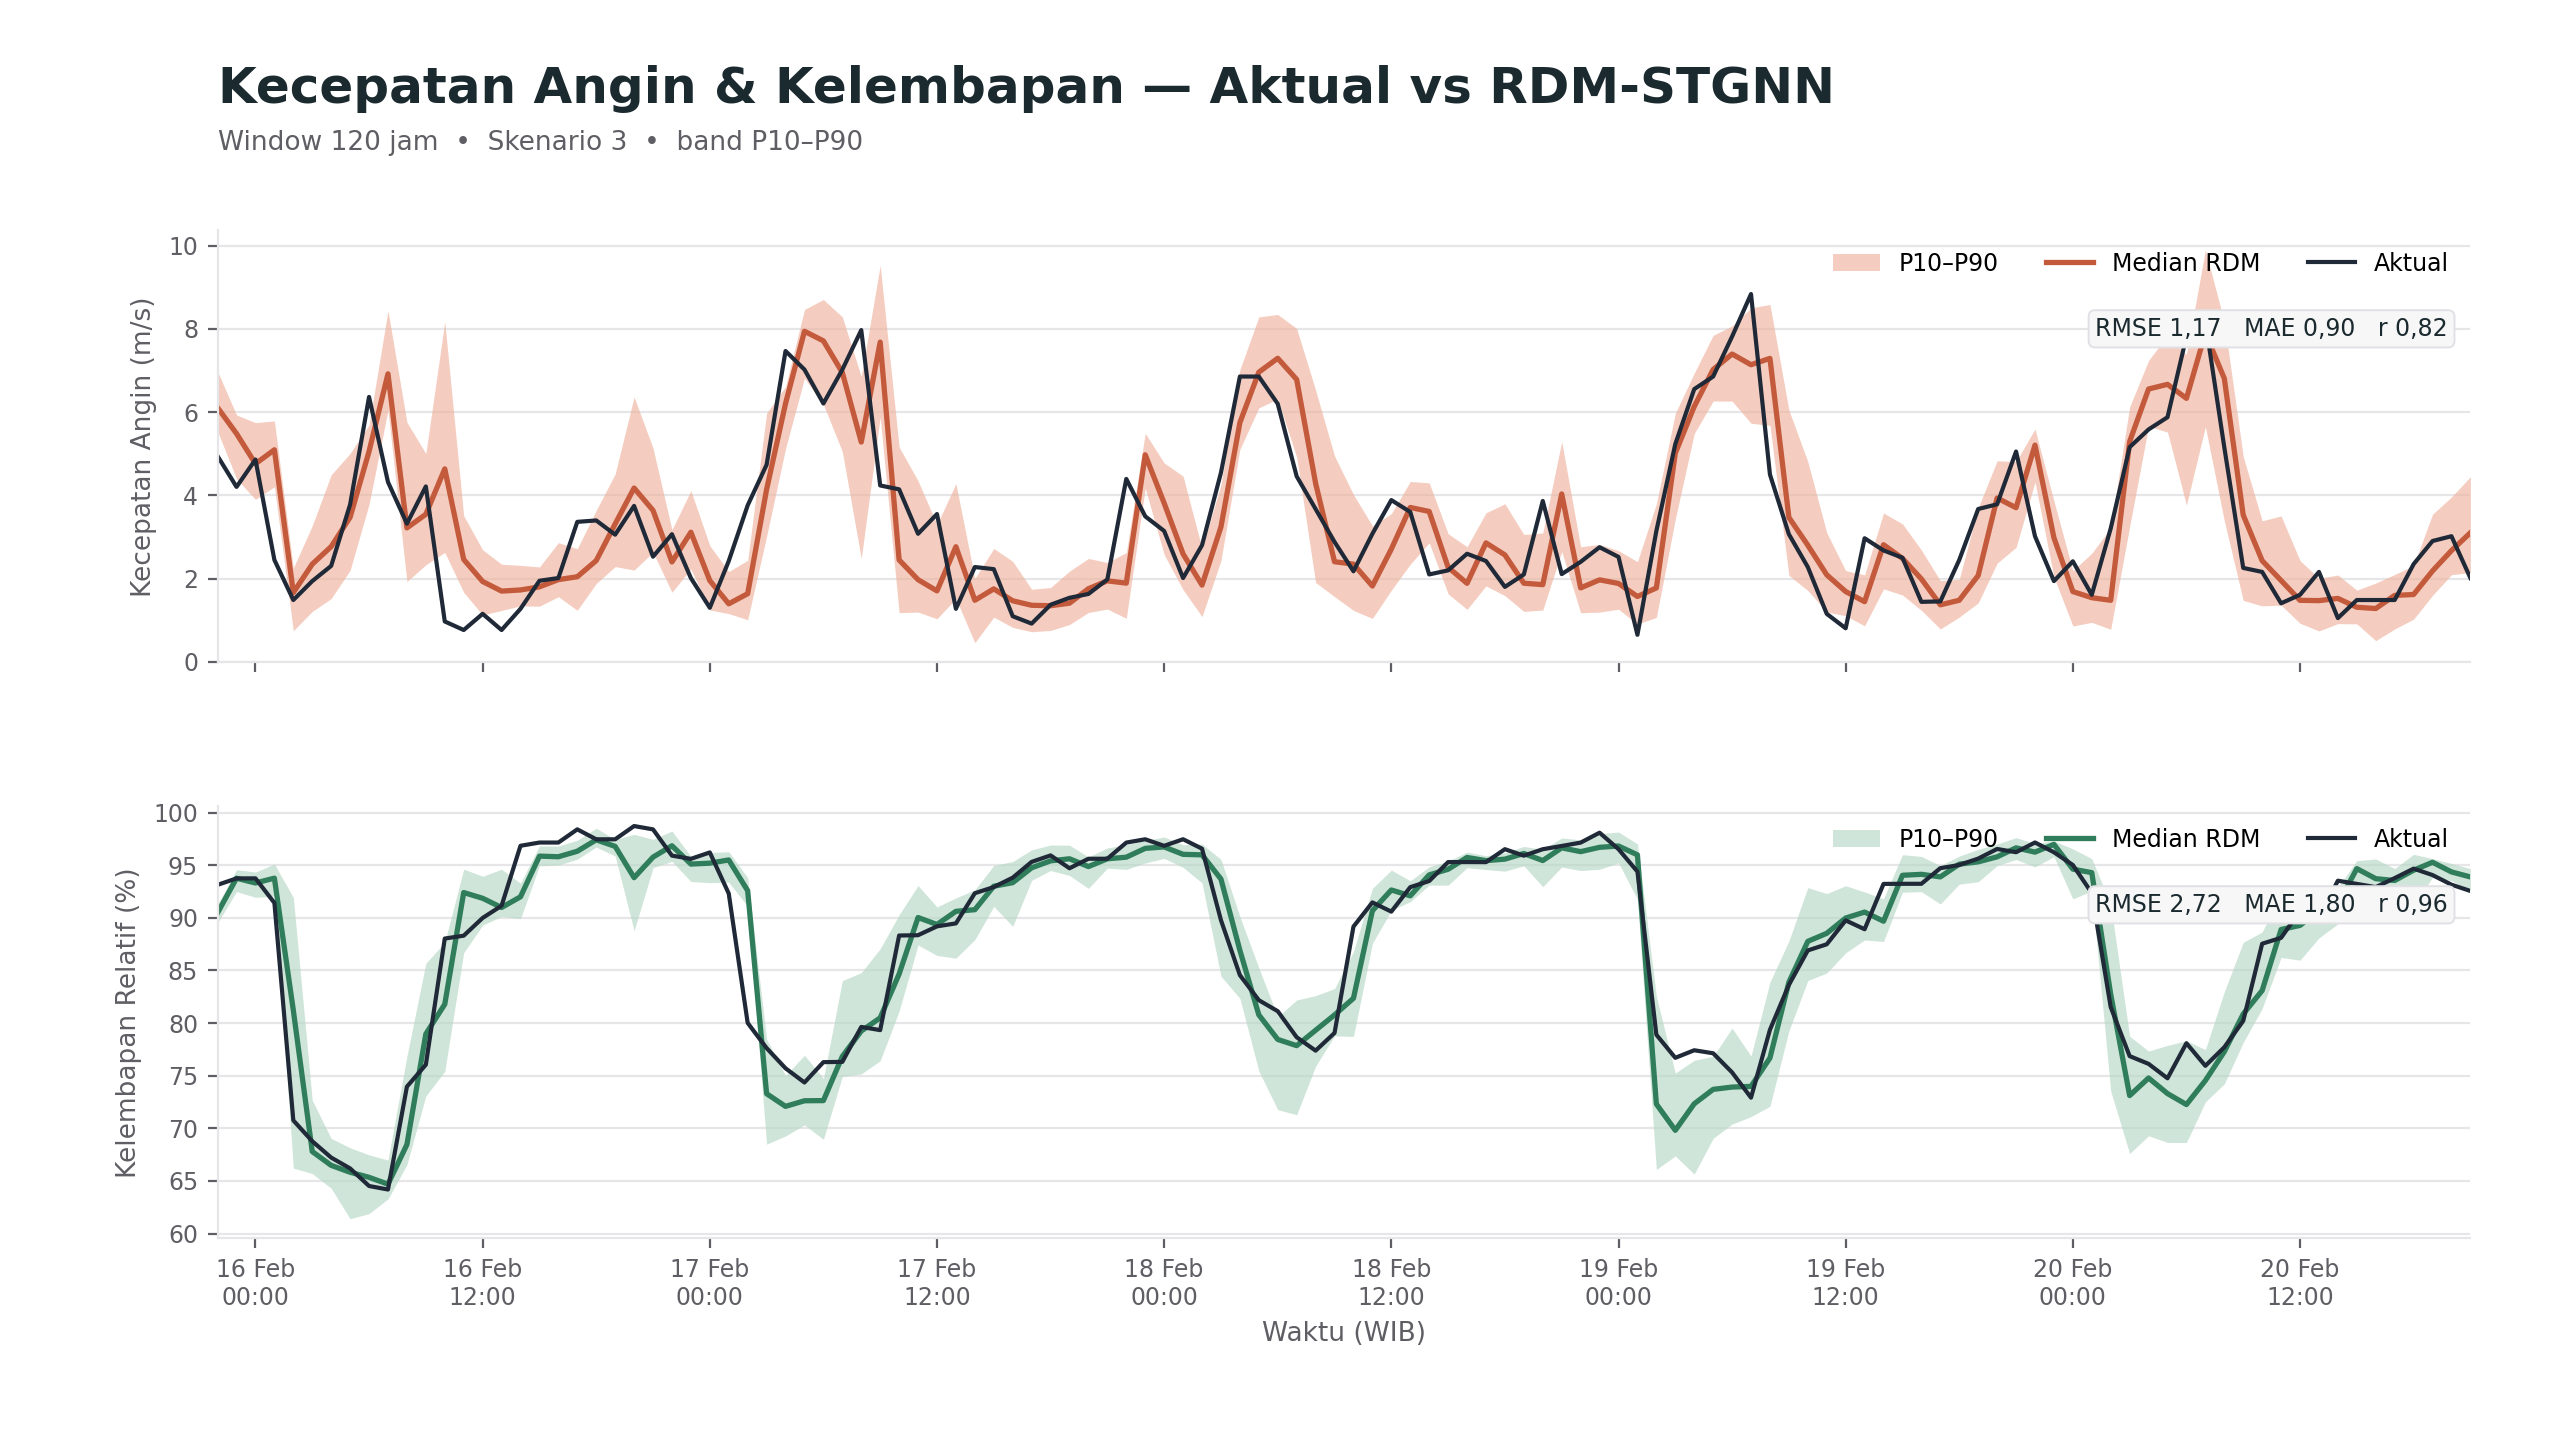 Kecepatan Angin & Kelembapan — Aktual vs RDM-STGNN
Window 120 jam • Skenario 3 • band P10–P90
Kecepatan Angin (m/s)
10
8
6
4
2
0
P10–P90 Median RDM Aktual
RMSE 1,17 MAE 0,90 r 0,82
Kelembapan Relatif (%)
100
95
90
85
80
75
70
65
60
P10–P90 Median RDM Aktual
RMSE 2,72 MAE 1,80 r 0,96
16 Feb 16 Feb 17 Feb 17 Feb 18 Feb 18 Feb 19 Feb 19 Feb 20 Feb 20 Feb
00:00 12:00 00:00 12:00 00:00 12:00 00:00 12:00 00:00 12:00
Waktu (WIB)